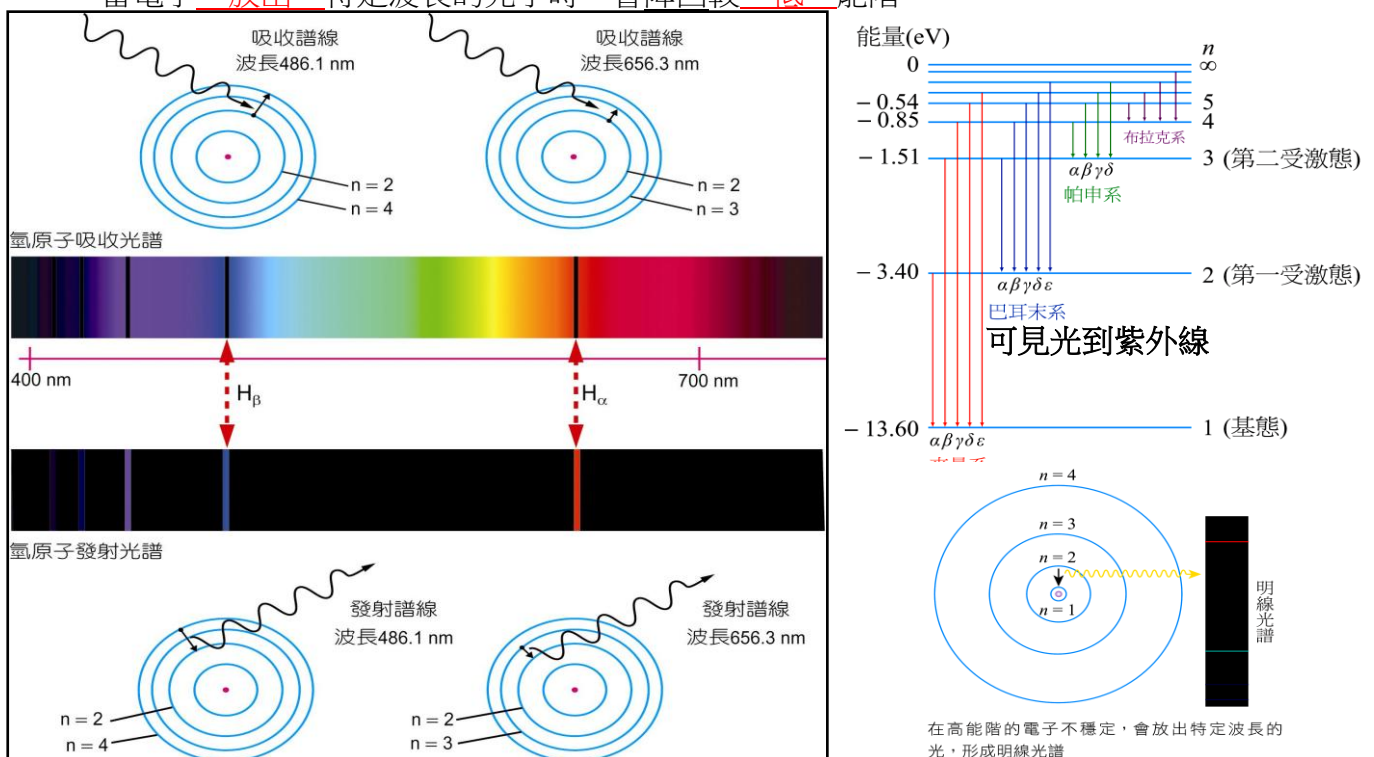 當電子 放出 特定波長的光子時，會降回較 低 能階
吸收譜線
波長486.1 nm
n = 2
n = 4
吸收譜線
波長656.3 nm
n = 2
n = 3
氫原子吸收光譜
400 nm
700 nm
Hβ
Hα
氫原子發射光譜
發射譜線
波長486.1 nm
n = 2
n = 4
發射譜線
波長656.3 nm
n = 2
n = 3
能量(eV)
n
0
∞
− 0.54
5
− 0.85
4
布拉克系
− 1.51
3 (第二受激態)
αβγδ
帕申系
− 3.40
2 (第一受激態)
αβγδε
巴耳末系
可見光到紫外線
− 13.60
1 (基態)
αβγδε
n = 4
n = 3
n = 2
n = 1
明線光譜
在高能階的電子不穩定，會放出特定波長的
光，形成明線光譜